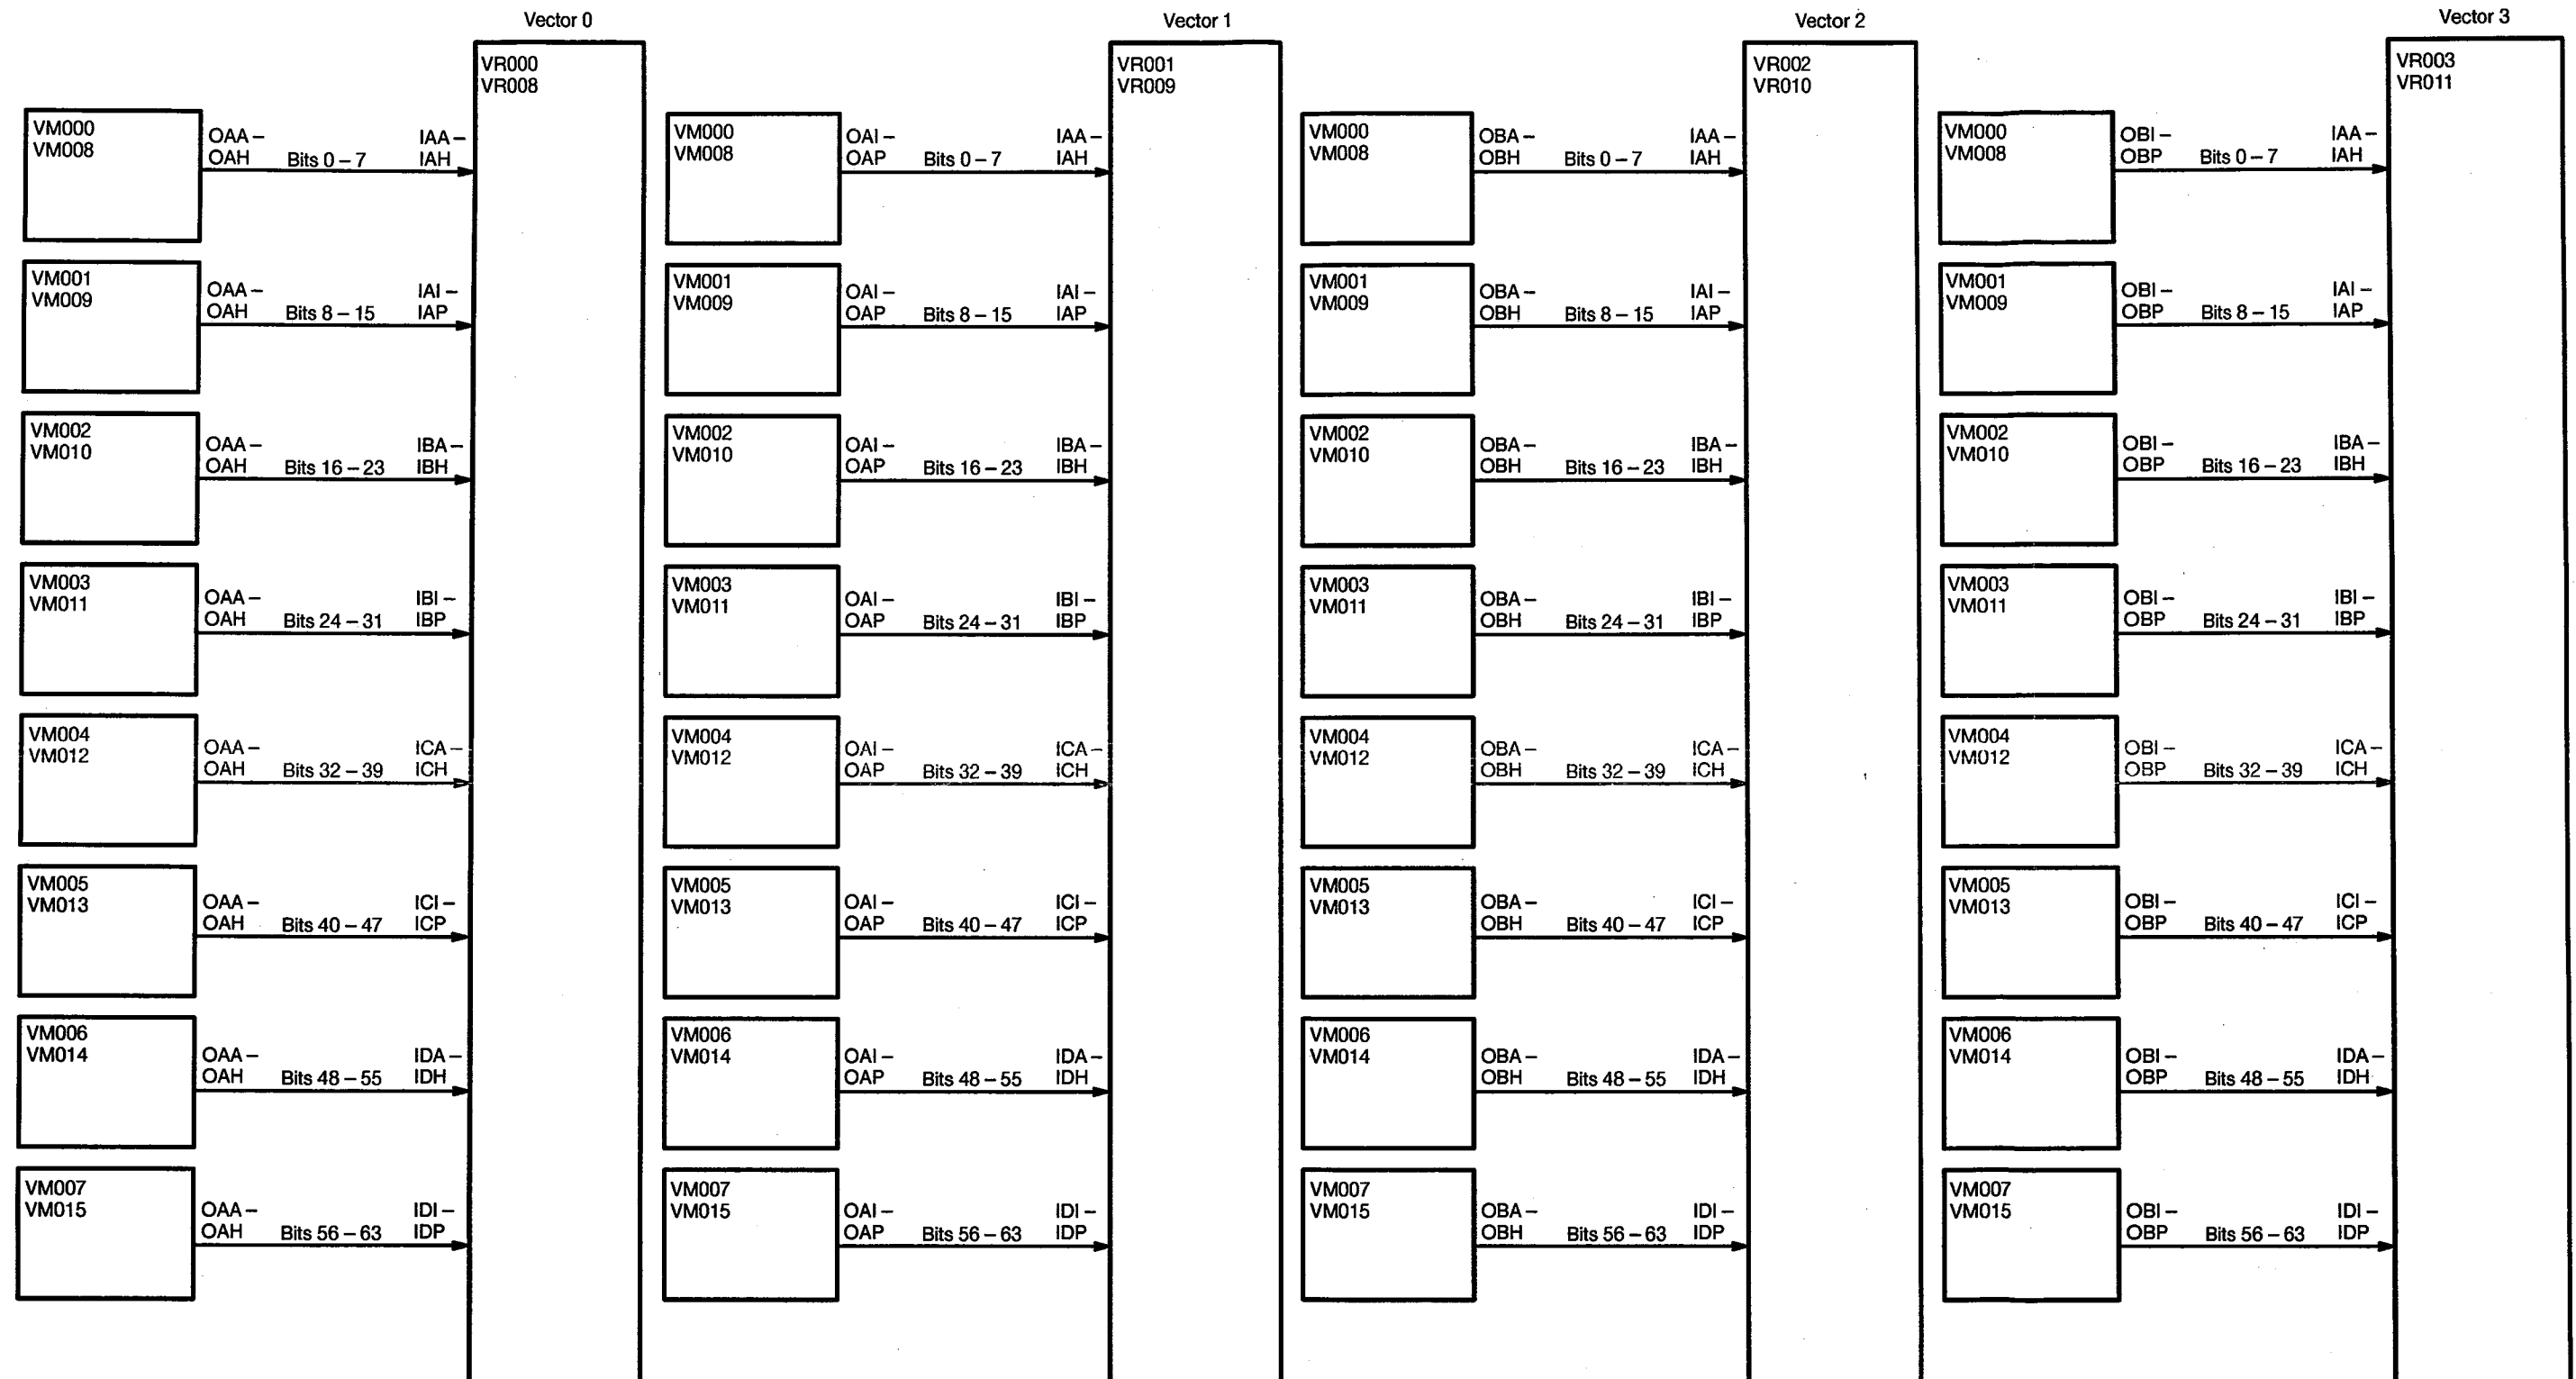 Vector 0
VR000
VR008
VM000
VM008
OAA –
OAH
Bits 0 – 7
IAA –
IAH
VM001
VM009
OAA –
OAH
Bits 8 – 15
IAI –
IAP
VM002
VM010
OAA –
OAH
Bits 16 – 23
IBA –
IBH
VM003
VM011
OAA –
OAH
Bits 24 – 31
IBI –
IBP
VM004
VM012
OAA –
OAH
Bits 32 – 39
ICA –
ICH
VM005
VM013
OAA –
OAH
Bits 40 – 47
ICI –
ICP
VM006
VM014
OAA –
OAH
Bits 48 – 55
IDA –
IDH
VM007
VM015
OAA –
OAH
Bits 56 – 63
IDI –
IDP
Vector 1
VR001
VR009
VM000
VM008
OAI –
OAP
Bits 0 – 7
IAA –
IAH
VM001
VM009
OAI –
OAP
Bits 8 – 15
IAI –
IAP
VM002
VM010
OAI –
OAP
Bits 16 – 23
IBA –
IBH
VM003
VM011
OAI –
OAP
Bits 24 – 31
IBI –
IBP
VM004
VM012
OAI –
OAP
Bits 32 – 39
ICA –
ICH
VM005
VM013
OAI –
OAP
Bits 40 – 47
ICI –
ICP
VM006
VM014
OAI –
OAP
Bits 48 – 55
IDA –
IDH
VM007
VM015
OAI –
OAP
Bits 56 – 63
IDI –
IDP
Vector 2
VR002
VR010
VM000
VM008
OBA –
OBH
Bits 0 – 7
IAA –
IAH
VM001
VM009
OBA –
OBH
Bits 8 – 15
IAI –
IAP
VM002
VM010
OBA –
OBH
Bits 16 – 23
IBA –
IBH
VM003
VM011
OBA –
OBH
Bits 24 – 31
IBI –
IBP
VM004
VM012
OBA –
OBH
Bits 32 – 39
ICA –
ICH
VM005
VM013
OBA –
OBH
Bits 40 – 47
ICI –
ICP
VM006
VM014
OBA –
OBH
Bits 48 – 55
IDA –
IDH
VM007
VM015
OBA –
OBH
Bits 56 – 63
IDI –
IDP
Vector 3
VR003
VR011
VM000
VM008
OBI –
OBP
Bits 0 – 7
IAA –
IAH
VM001
VM009
OBI –
OBP
Bits 8 – 15
IAI –
IAP
VM002
VM010
OBI –
OBP
Bits 16 – 23
IBA –
IBH
VM003
VM011
OBI –
OBP
Bits 24 – 31
IBI –
IBP
VM004
VM012
OBI –
OBP
Bits 32 – 39
ICA –
ICH
VM005
VM013
OBI –
OBP
Bits 40 – 47
ICI –
ICP
VM006
VM014
OBI –
OBP
Bits 48 – 55
IDA –
IDH
VM007
VM015
OBI –
OBP
Bits 56 – 63
IDI –
IDP